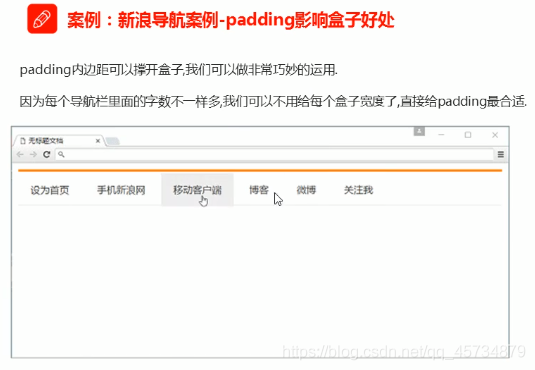 案例：新浪导航案例-padding影响盒子好处
padding内边距可以撑开盒子,我们可以做非常巧妙的运用.
因为每个导航栏里面的字数不一样多,我们可以不用给每个盒子宽度了,直接给padding最合适.
无标题文档
设为首页 手机新浪网 移动客户端 博客 微博 关注我
https://blog.csdn.net/qq_45734879